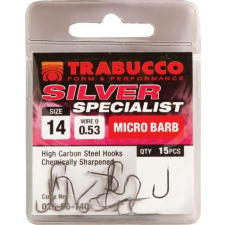 TRABUCCO
FORM & PERFORMANCE
SILVER
SPECIALIST
SIZE
14
WIRE Ø
0.53
MICRO BARB
High Carbon Steel Hooks
QTY 15PCS
Chemically Sharpened